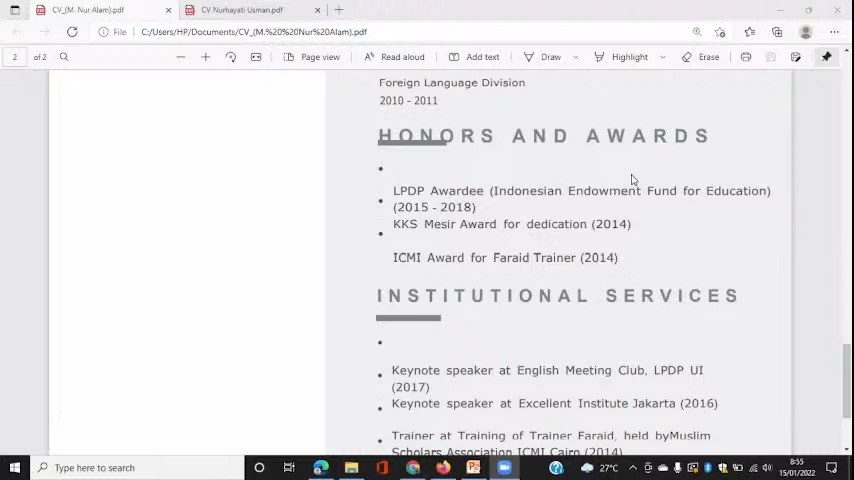 CV_(M. Nur Alam).pdf
CV Nurhayati Usman.pdf
File
C:/Users/HP/Documents/CV_(M.%20%20Nur%20Alam).pdf
2 of 2
Page view
Read aloud
Add text
Draw
Highlight
Erase
Foreign Language Division
2010 - 2011
HONORS AND AWARDS
LPDP Awardee (Indonesian Endowment Fund for Education)
(2015 - 2018)
KKS Mesir Award for dedication (2014)
ICMI Award for Faraid Trainer (2014)
INSTITUTIONAL SERVICES
Keynote speaker at English Meeting Club, LPDP UI
(2017)
Keynote speaker at Excellent Institute Jakarta (2016)
Trainer at Training of Trainer Faraid, held byMuslim
Scholars Association ICMI Cairo (2014)
Type here to search
27°C
8:55
15/01/2022